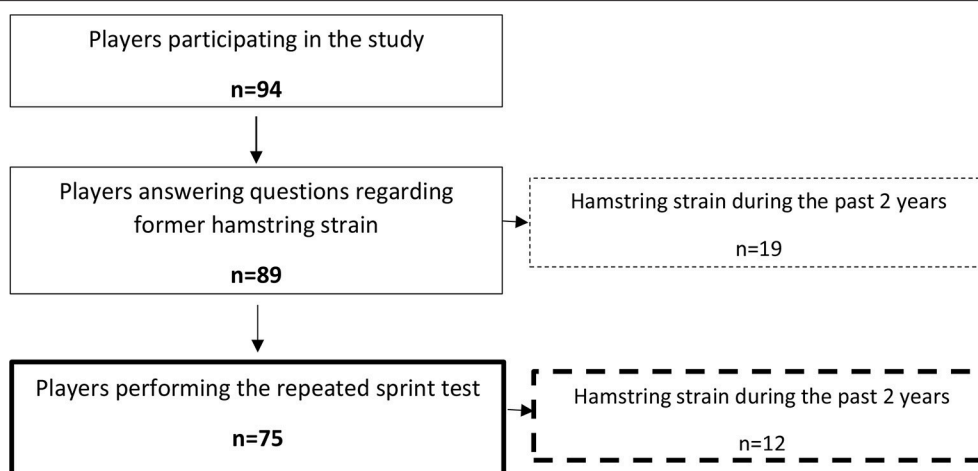 Players participating in the study
n=94
Players answering questions regarding
former hamstring strain
n=89
Hamstring strain during the past 2 years
n=19
Players performing the repeated sprint test
n=75
Hamstring strain during the past 2 years
n=12